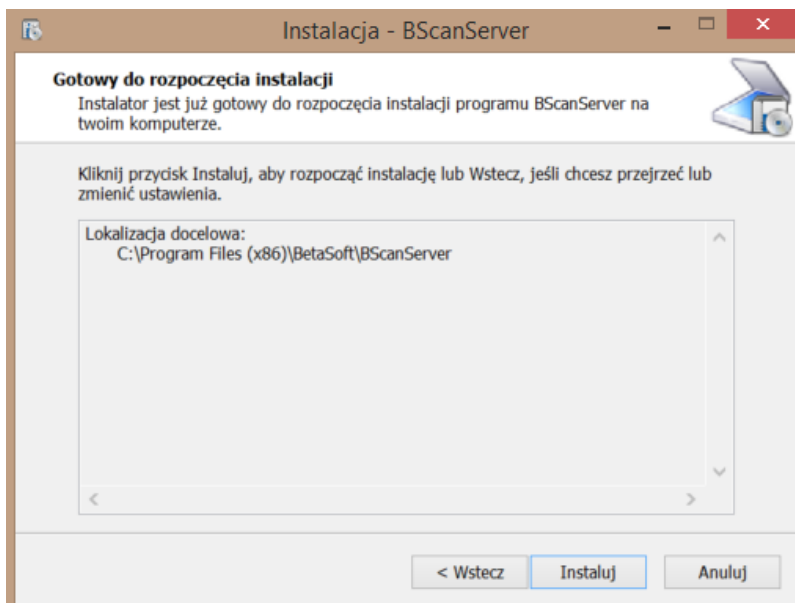 Instalacja - BScanServer
Gotowy do rozpoczęcia instalacji
Instalator jest już gotowy do rozpoczęcia instalacji programu BScanServer na
twoim komputerze.
Kliknij przycisk Instaluj, aby rozpocząć instalację lub Wstecz, jeśli chcesz przejrzeć lub
zmienić ustawienia.
Lokalizacja docelowa:
C:\Program Files (x86)\BetaSoft\BScanServer
< Wstecz
Instaluj
Anuluj